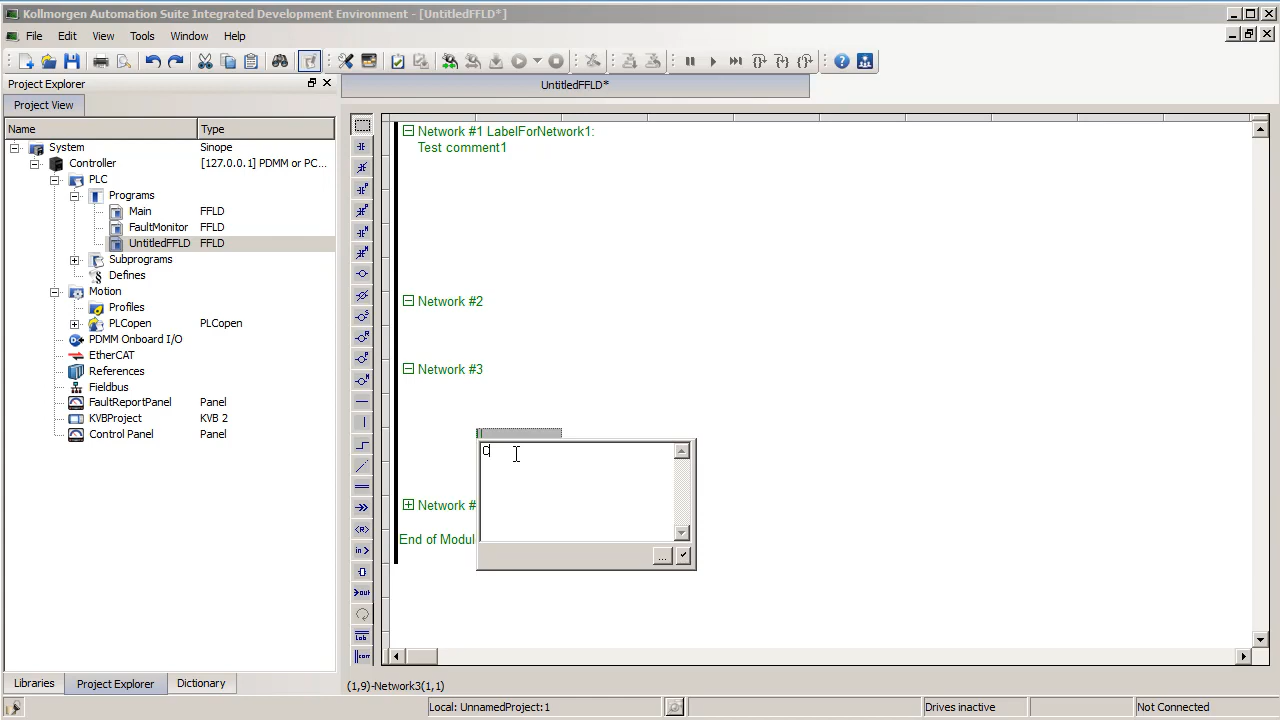 Kollmorgen Automation Suite Integrated Development Environment - [UntitledFFLD*]
File Edit View Tools Window Help
Project Explorer
UntitledFFLD*
Project View
Name Type
System Sinope
Controller [127.0.0.1] PDMM or PC...
PLC
Programs
Main FFLD
FaultMonitor FFLD
UntitledFFLD FFLD
Subprograms
Defines
Motion
Profiles
PLCopen PLCopen
PDMM Onboard I/O
EtherCAT
References
Fieldbus
FaultReportPanel Panel
KVBProject KVB 2
Control Panel Panel
Network #1 LabelForNetwork1:
Test comment1
Network #2
Network #3
C
...
Network #
End of Modul
Libraries Project Explorer Dictionary
(1,9)-Network3(1,1)
Local: UnnamedProject:1 Drives inactive Not Connected